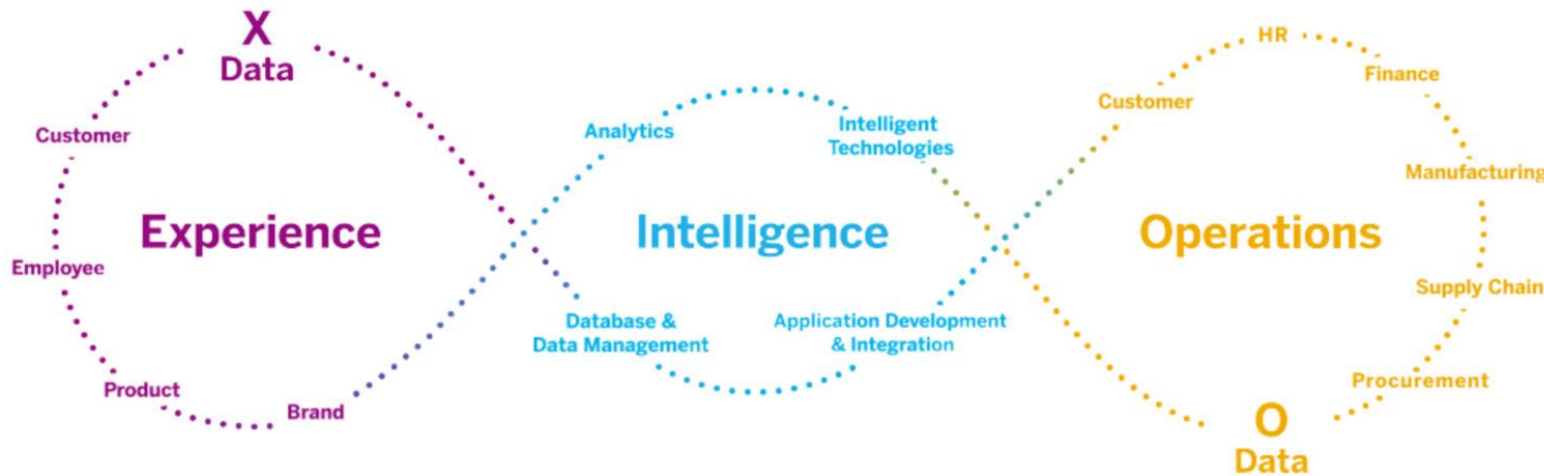 X
Data
Customer
Experience
Employee
Product
Brand
Analytics
Intelligent
Technologies
Intelligence
Database &
Data Management
Application Development
& Integration
HR
Finance
Customer
Manufacturing
Operations
Supply Chain
Procurement
O
Data